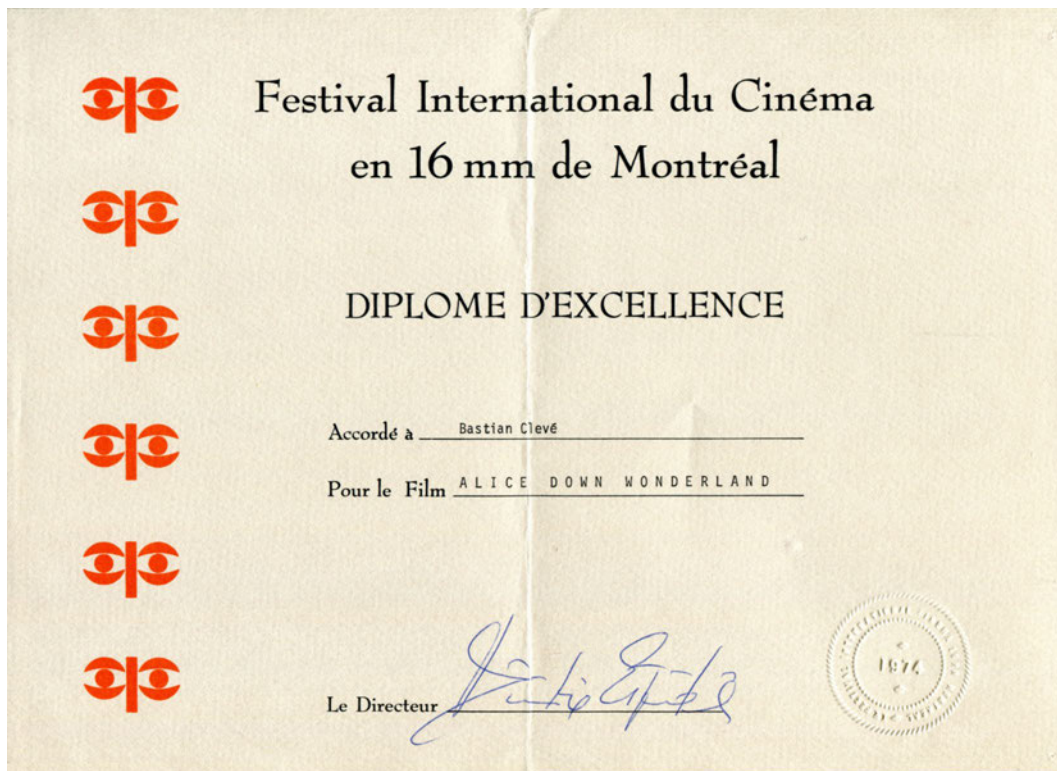 Festival International du Cinéma
en 16 mm de Montréal
DIPLOME D'EXCELLENCE
Accordé à Bastian Clevé
Pour le Film ALICE DOWN WONDERLAND
Le Directeur
1974